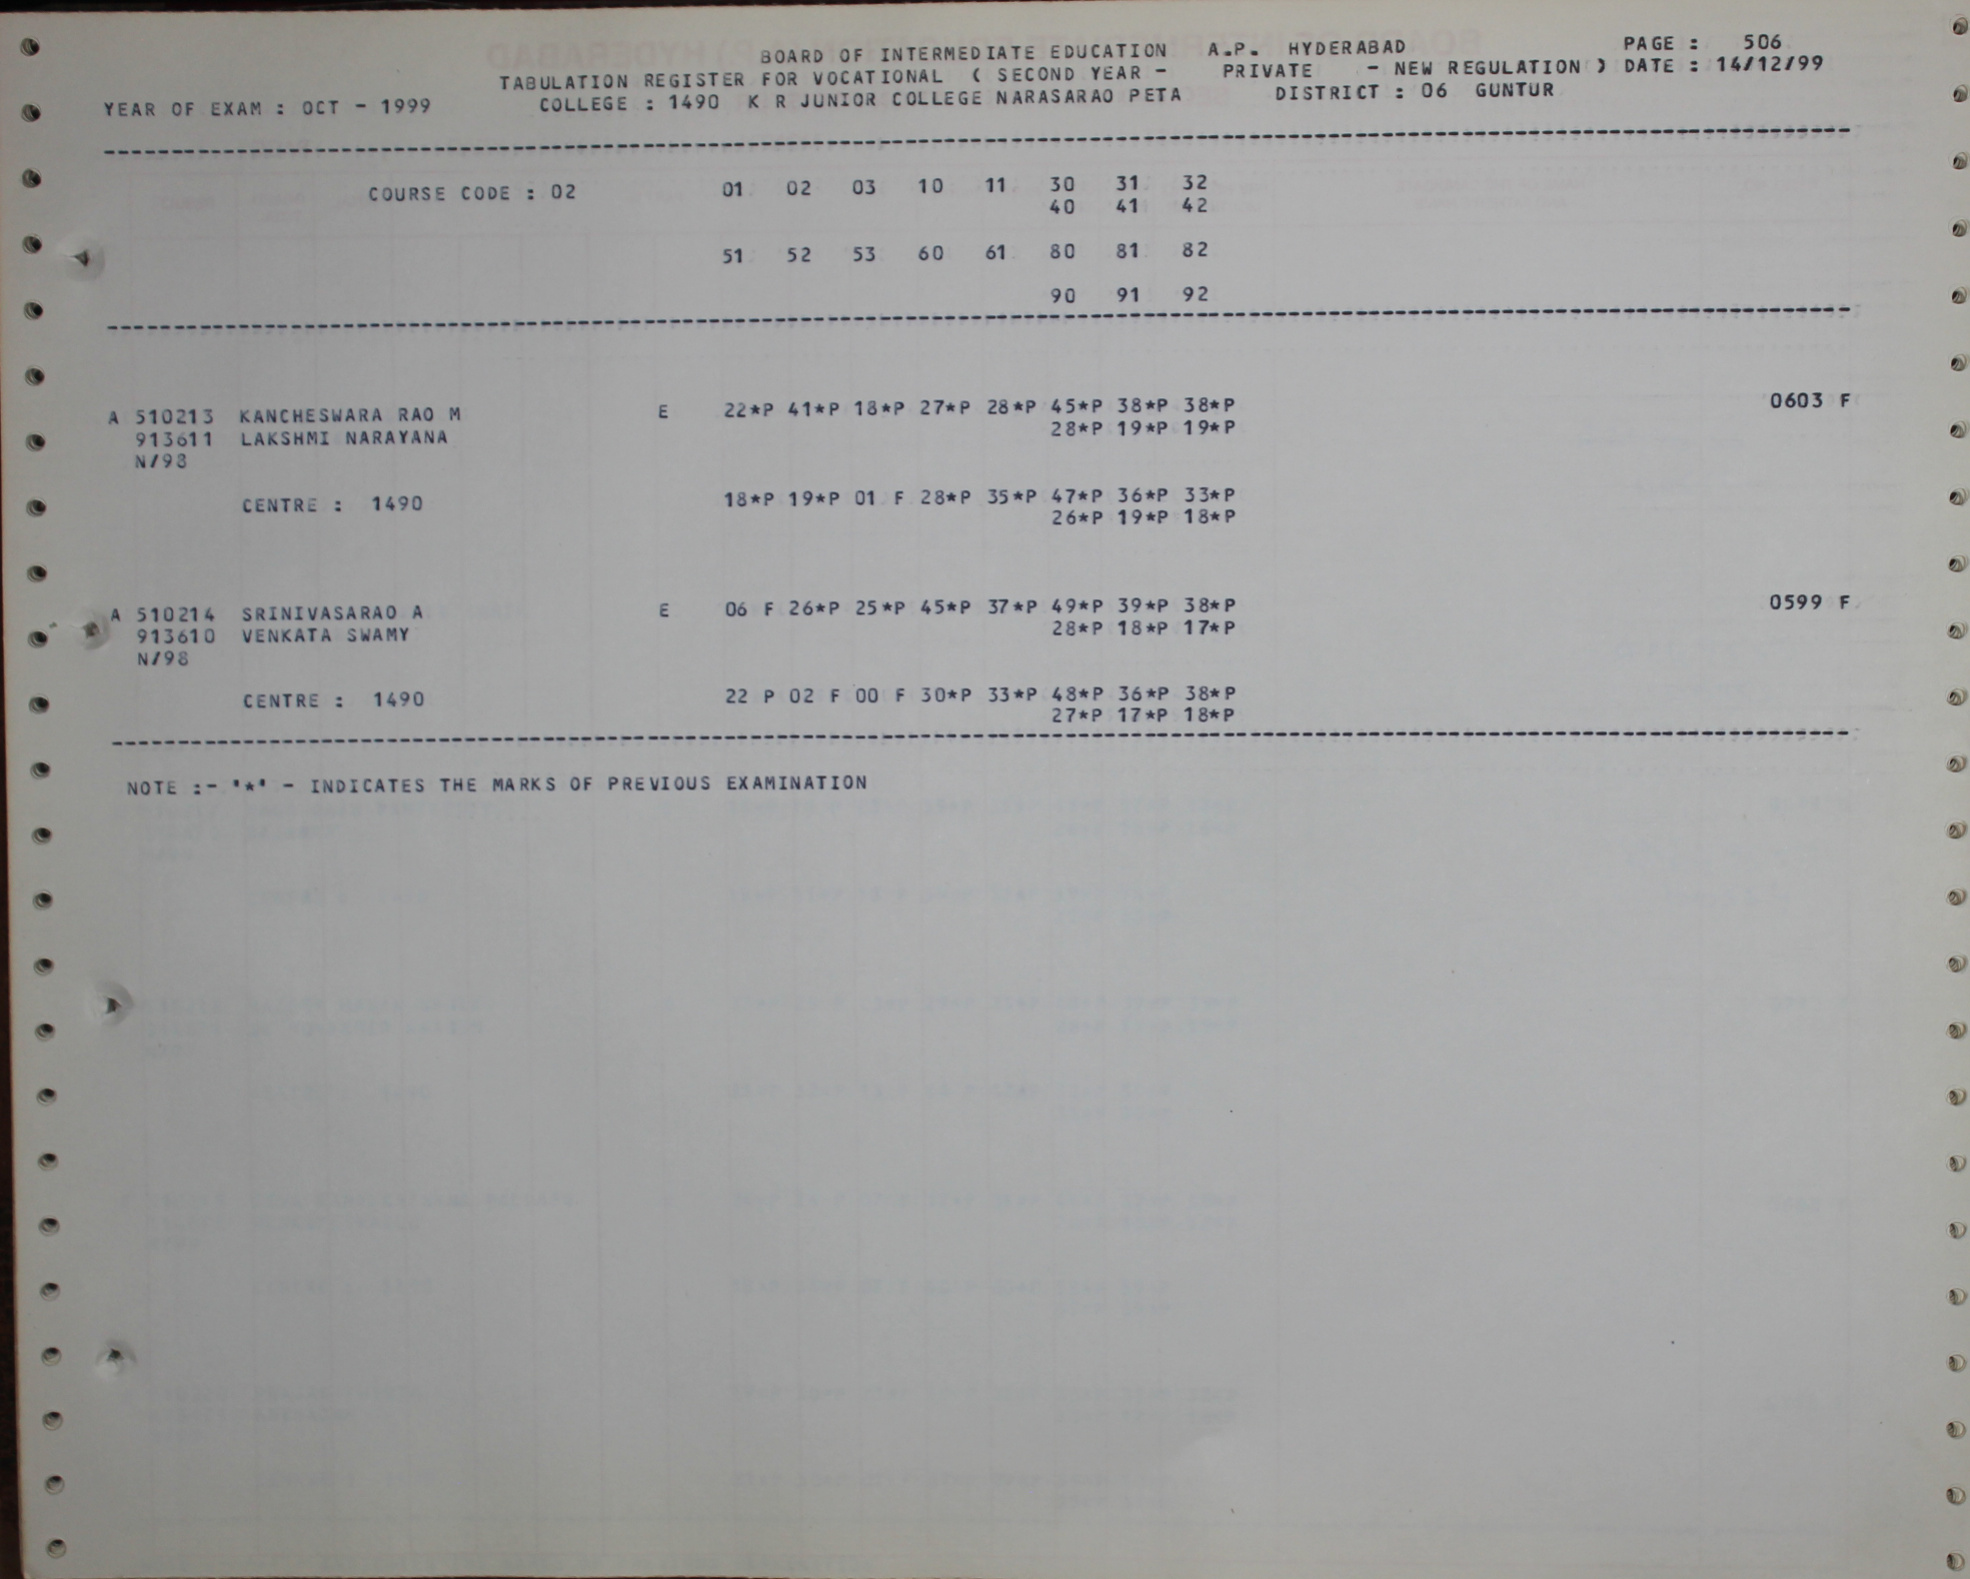 BOARD OF INTERMEDIATE EDUCATION A.P. HYDERABAD PAGE : 506
TABULATION REGISTER FOR VOCATIONAL ( SECOND YEAR - PRIVATE - NEW REGULATION ) DATE : 14/12/99
YEAR OF EXAM : OCT - 1999 COLLEGE : 1490 K R JUNIOR COLLEGE NARASARAO PETA DISTRICT : 06 GUNTUR
COURSE CODE : 02 01 02 03 10 11 30 31 32
40 41 42
51 52 53 60 61 80 81 82
90 91 92
A 510213 KANCHESWARA RAO M E 22*P 41*P 18*P 27*P 28*P 45*P 38*P 38*P 0603 F
913611 LAKSHMI NARAYANA 28*P 19*P 19*P
N/98
CENTRE : 1490 18*P 19*P 01 F 28*P 35*P 47*P 36*P 33*P
26*P 19*P 18*P
A 510214 SRINIVASARAO A E 06 F 26*P 25*P 45*P 37*P 49*P 39*P 38*P 0599 F
913610 VENKATA SWAMY 28*P 18*P 17*P
N/98
CENTRE : 1490 22 P 02 F 00 F 30*P 33*P 48*P 36*P 38*P
27*P 17*P 18*P
NOTE :- '*' - INDICATES THE MARKS OF PREVIOUS EXAMINATION